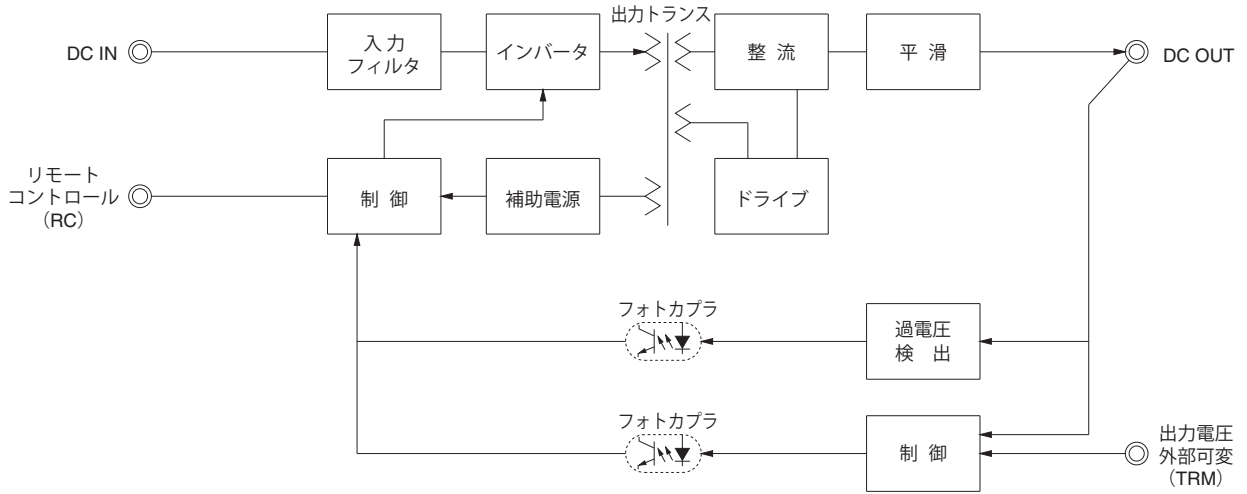 出力トランス
DC IN
入力
フィルタ
インバータ
整 流
平 滑
DC OUT
リモート
コントロール
（RC）
制 御
補助電源
ドライブ
フォトカプラ
過電圧
検 出
フォトカプラ
制 御
出力電圧
外部可変
（TRM）